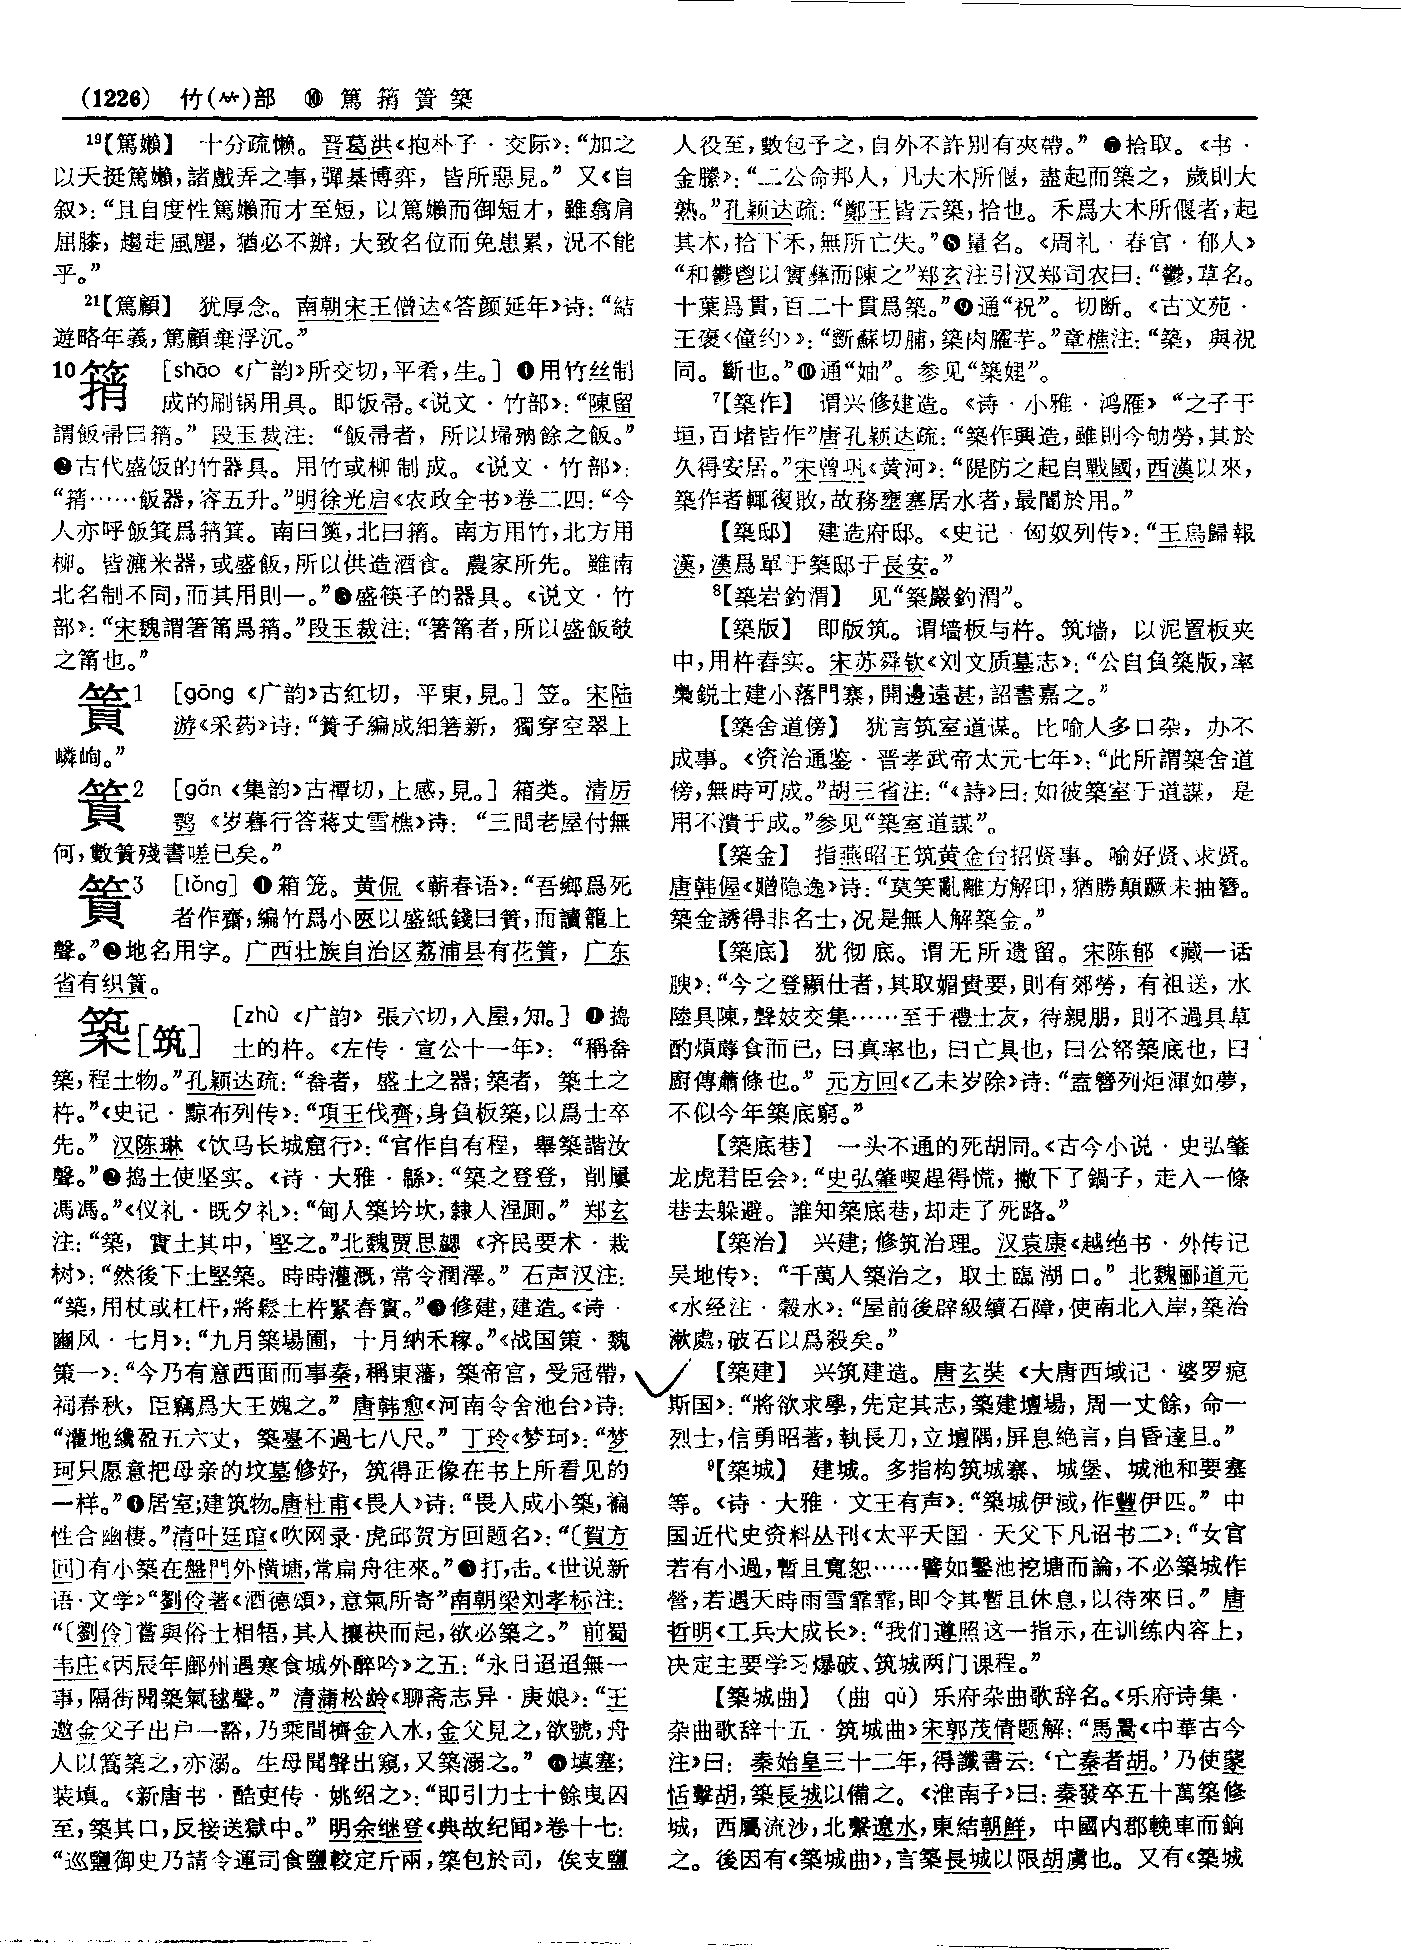 (1226) 竹(⺮)部 ⑩ 篤 䈰 篢 築
¹⁹【篤嬾】 十分疏懒。晋葛洪《抱朴子·交际》：“加之
以天挺篤嬾，諸戲弄之事，彈棊博弈，皆所惡見。”又《自
叙》：“且自度性篤嬾而才至短，以篤嬾而御短才，雖翕肩
屈膝，趨走風塵，猶必不辦，大致名位而免患累，況不能
乎。”
²¹【篤顧】 犹厚念。南朝宋王僧达《答颜延年》诗：“結
遊略年義，篤顧棄浮沉。”
10䈰 [shāo《广韵》所交切，平肴，生。]❶用竹丝制
成的刷锅用具。即饭帚。《说文·竹部》：“陳留
謂飯帚曰䈰。”段玉裁注：“飯帚者，所以埽㱚餘之飯。”
❷古代盛饭的竹器具。用竹或柳制成。《说文·竹部》：
“䈰……飯器，容五升。”明徐光启《农政全书》卷二四：“今
人亦呼飯箕爲䈰箕。南曰籅，北曰䈰。南方用竹，北方用
柳。皆漉米器，或盛飯，所以供造酒食。農家所先。雖南
北名制不同，而其用則一。”❸盛筷子的器具。《说文·竹
部》：“宋魏謂箸筩爲䈰。”段玉裁注：“箸筩者，所以盛飯攲
之筩也。”
篢¹ [gōng《广韵》古紅切，平東，見。]笠。宋陆
游《采药》诗：“篢子編成細箬新，獨穿空翠上
嶙峋。”
篢² [gǎn《集韵》古禫切，上感，見。]箱类。清厉
鹗《岁暮行答蒋丈雪樵》诗：“三間老屋付無
何，數篢殘書嗟已矣。”
篢³ [lǒng]❶箱笼。黄侃《蕲春语》：“吾鄉爲死
者作齋，編竹爲小匧以盛紙錢曰篢，而讀籠上
聲。”❷地名用字。广西壮族自治区荔浦县有花篢，广东
省有织篢。
築[筑] [zhù《广韵》張六切，入屋，知。]❶捣
土的杵。《左传·宣公十一年》：“稱畚
築，程土物。”孔颖达疏：“畚者，盛土之器；築者，築土之
杵。”《史记·黥布列传》：“項王伐齊，身負板築，以爲士卒
先。”汉陈琳《饮马长城窟行》：“官作自有程，舉築諧汝
聲。”❷捣土使坚实。《诗·大雅·緜》：“築之登登，削屢
馮馮。”《仪礼·既夕礼》：“甸人築坅坎，隸人涅厠。”郑玄
注：“築，實土其中，堅之。”北魏贾思勰《齐民要术·栽
树》：“然後下土堅築。時時灌溉，常令潤澤。”石声汉注：
“築，用杖或杠杆，將鬆土杵緊舂實。”❸修建，建造。《诗·
豳风·七月》：“九月築場圃，十月納禾稼。”《战国策·魏
策一》：“今乃有意西面而事秦，稱東藩，築帝宫，受冠帶，
祠春秋，臣竊爲大王媿之。”唐韩愈《河南令舍池台》诗：
“灌地纔盈五六丈，築臺不過七八尺。”丁玲《梦珂》：“梦
珂只愿意把母亲的坟墓修好，筑得正像在书上所看见的
一样。”❹居室；建筑物。唐杜甫《畏人》诗：“畏人成小築，褊
性合幽棲。”清叶廷琯《吹网录·虎邱贺方回题名》：“〔賀方
回〕有小築在盤門外橫塘，常扁舟往來。”❺打，击。《世说新
语·文学》“劉伶著《酒德頌》，意氣所寄”南朝梁刘孝标注：
“〔劉伶〕嘗與俗士相牾，其人攘袂而起，欲必築之。”前蜀
韦庄《丙辰年鄜州遇寒食城外醉吟》之五：“永日迢迢無一
事，隔街聞築氣毬聲。”清蒲松龄《聊斋志异·庚娘》：“王
邀金父子出户一豁，乃乘間擠金入水，金父見之，欲號，舟
人以篙築之，亦溺。生母聞聲出窺，又築溺之。”❻填塞；
装填。《新唐书·酷吏传·姚绍之》：“即引力士十餘曳囚
至，築其口，反接送獄中。”明余继登《典故纪闻》卷十七：
“巡鹽御史乃請令運司食鹽較定斤兩，築包於司，俟支鹽
人役至，數包予之，自外不許別有夾帶。”❼拾取。《书·
金縢》：“二公命邦人，凡大木所偃，盡起而築之，歲則大
熟。”孔颖达疏：“鄭王皆云築，拾也。禾爲大木所偃者，起
其木，拾下禾，無所亡失。”❽量名。《周礼·春官·郁人》
“和鬱鬯以實彝而陳之”郑玄注引汉郑司农曰：“鬱，草名。
十葉爲貫，百二十貫爲築。”❾通“祝”。切断。《古文苑·
王褒〈僮约〉》：“斲蘇切脯，築肉臛芋。”章樵注：“築，與祝
同。斷也。”❿通“妯”。参见“築娌”。
⁷【築作】 谓兴修建造。《诗·小雅·鸿雁》“之子于
垣，百堵皆作”唐孔颖达疏：“築作興造，雖則今劬勞，其於
久得安居。”宋曾巩《黄河》：“隄防之起自戰國，西漢以來，
築作者輒復敗，故務壅塞居水者，最闇於用。”
【築邸】 建造府邸。《史记·匈奴列传》：“王烏歸報
漢，漢爲單于築邸于長安。”
⁸【築岩釣渭】 见“築巖釣渭”。
【築版】 即版筑。谓墙板与杵。筑墙，以泥置板夹
中，用杵舂实。宋苏舜钦《刘文质墓志》：“公自負築版，率
梟鋭士建小落門寨，開邊遠甚，詔書嘉之。”
【築舍道傍】 犹言筑室道谋。比喻人多口杂，办不
成事。《资治通鉴·晋孝武帝太元七年》：“此所謂築舍道
傍，無時可成。”胡三省注：“《詩》曰：如彼築室于道謀，是
用不潰于成。”参见“築室道謀”。
【築金】 指燕昭王筑黄金台招贤事。喻好贤、求贤。
唐韩偓《赠隐逸》诗：“莫笑亂離方解印，猶勝顛蹶未抽簪。
築金誘得非名士，况是無人解築金。”
【築底】 犹彻底。谓无所遗留。宋陈郁《藏一话
腴》：“今之登顯仕者，其取媚貴要，則有郊勞，有祖送，水
陸具陳，聲妓交集……至于禮士友，待親朋，則不過具草
酌煩蓐食而已，曰真率也，曰亡具也，曰公帑築底也，曰
廚傳蕭條也。”元方回《乙未岁除》诗：“盍簪列炬渾如夢，
不似今年築底窮。”
【築底巷】 一头不通的死胡同。《古今小说·史弘肇
龙虎君臣会》：“史弘肇喫趕得慌，撇下了鍋子，走入一條
巷去躲避。誰知築底巷，却走了死路。”
【築治】 兴建；修筑治理。汉袁康《越绝书·外传记
吴地传》：“千萬人築治之，取土臨湖口。”北魏郦道元
《水经注·穀水》：“屋前後辟級續石障，使南北入岸，築治
漱處，破石以爲殺矣。”
【築建】 兴筑建造。唐玄奘《大唐西域记·婆罗痆
斯国》：“將欲求學，先定其志，築建壇場，周一丈餘，命一
烈士，信勇昭著，執長刀，立壇隅，屏息絶言，自昏達旦。”
⁹【築城】 建城。多指构筑城寨、城堡、城池和要塞
等。《诗·大雅·文王有声》：“築城伊淢，作豐伊匹。”中
国近代史资料丛刊《太平天囯·天父下凡诏书二》：“女官
若有小過，暫且寬恕……譬如鑿池挖塘而論，不必築城作
營，若遇天時雨雪霏霏，即令其暫且休息，以待來日。”唐
哲明《工兵大成长》：“我们遵照这一指示，在训练内容上，
决定主要学习爆破、筑城两门课程。”
【築城曲】 （曲 qǔ）乐府杂曲歌辞名。《乐府诗集·
杂曲歌辞十五·筑城曲》宋郭茂倩题解：“馬暠《中華古今
注》曰：秦始皇三十二年，得讖書云：‘亡秦者胡。’乃使蒙
恬擊胡，築長城以備之。《淮南子》曰：秦發卒五十萬築修
城，西屬流沙，北擊遼水，東結朝鮮，中國内郡輓車而餉
之。後因有《築城曲》，言築長城以限胡虜也。又有《築城